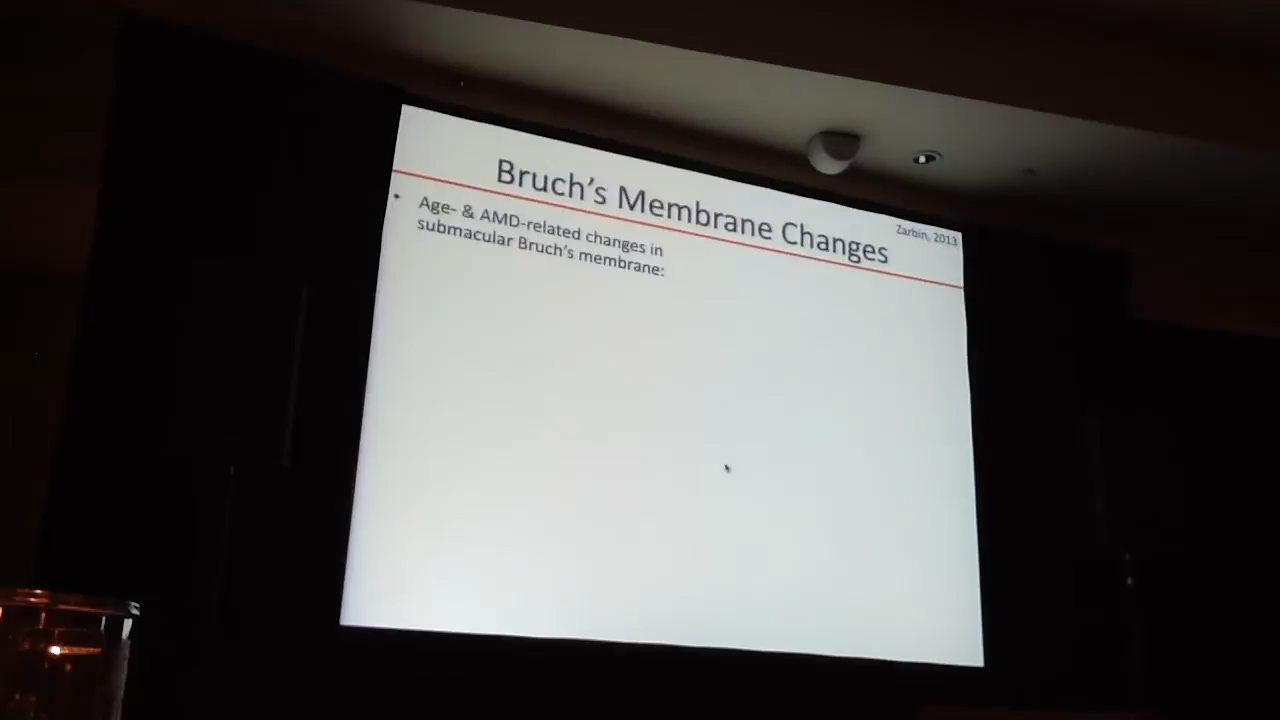 Bruch's Membrane Changes
Zarbin, 2013
• Age- & AMD-related changes in
submacular Bruch's membrane: